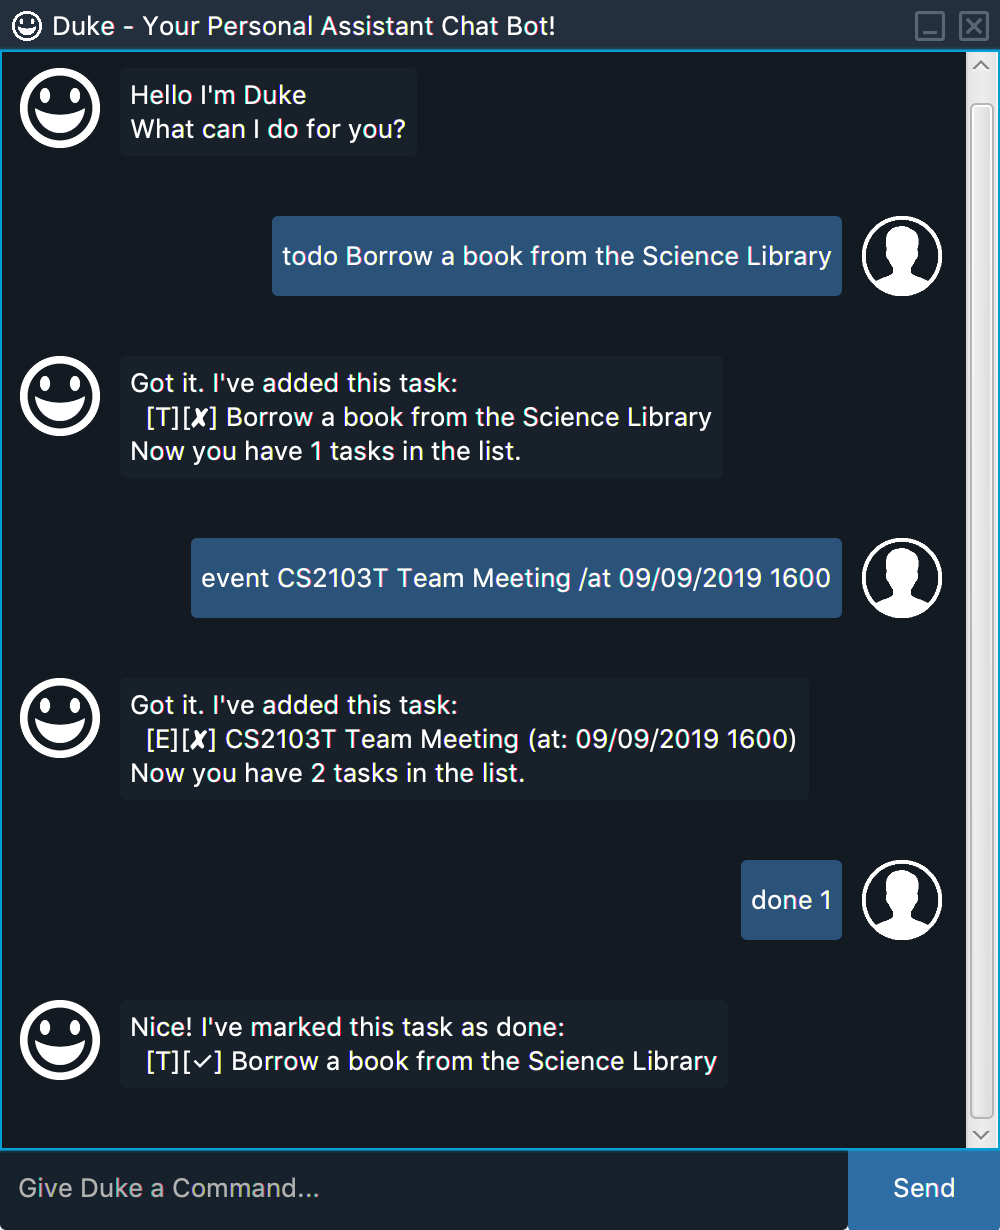 Duke - Your Personal Assistant Chat Bot!
Hello I'm Duke
What can I do for you?
todo Borrow a book from the Science Library
Got it. I've added this task:
[T][✘] Borrow a book from the Science Library
Now you have 1 tasks in the list.
event CS2103T Team Meeting /at 09/09/2019 1600
Got it. I've added this task:
[E][✘] CS2103T Team Meeting (at: 09/09/2019 1600)
Now you have 2 tasks in the list.
done 1
Nice! I've marked this task as done:
[T][✓] Borrow a book from the Science Library
Give Duke a Command...
Send